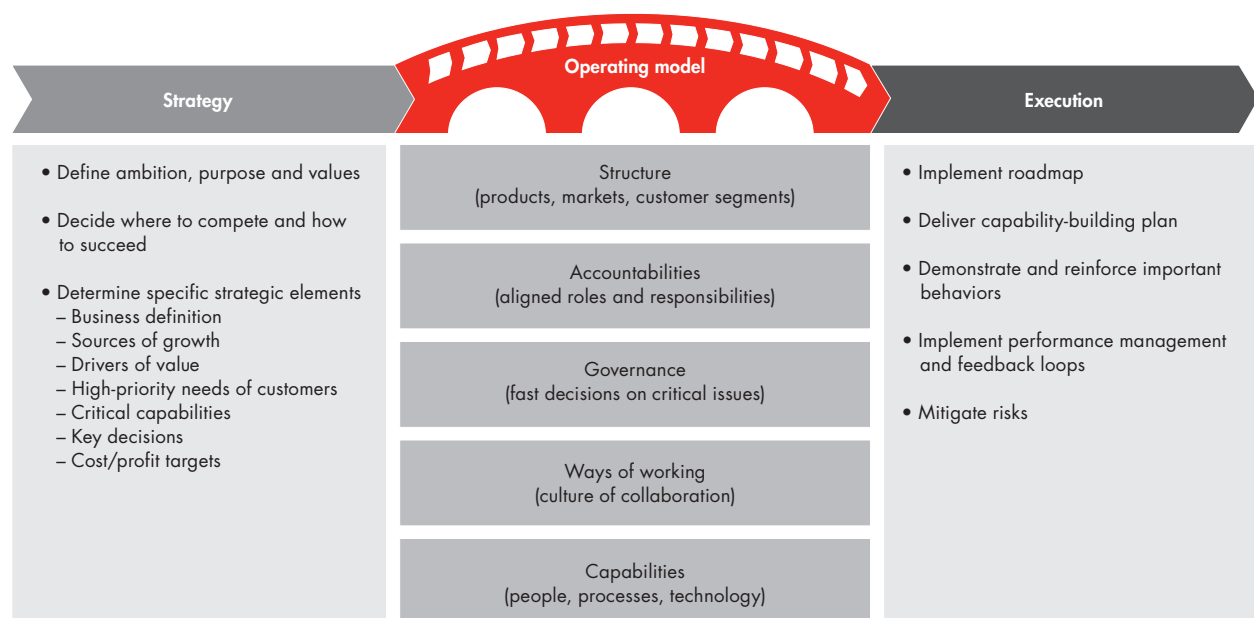 Strategy
Operating model
Execution
• Define ambition, purpose and values
• Decide where to compete and how
to succeed
• Determine specific strategic elements
– Business definition
– Sources of growth
– Drivers of value
– High-priority needs of customers
– Critical capabilities
– Key decisions
– Cost/profit targets
Structure
(products, markets, customer segments)
Accountabilities
(aligned roles and responsibilities)
Governance
(fast decisions on critical issues)
Ways of working
(culture of collaboration)
Capabilities
(people, processes, technology)
• Implement roadmap
• Deliver capability-building plan
• Demonstrate and reinforce important
behaviors
• Implement performance management
and feedback loops
• Mitigate risks